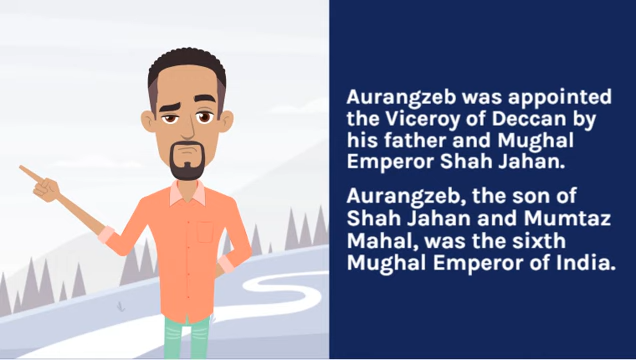 Aurangzeb was appointed
the Viceroy of Deccan by
his father and Mughal
Emperor Shah Jahan.
Aurangzeb, the son of
Shah Jahan and Mumtaz
Mahal, was the sixth
Mughal Emperor of India.